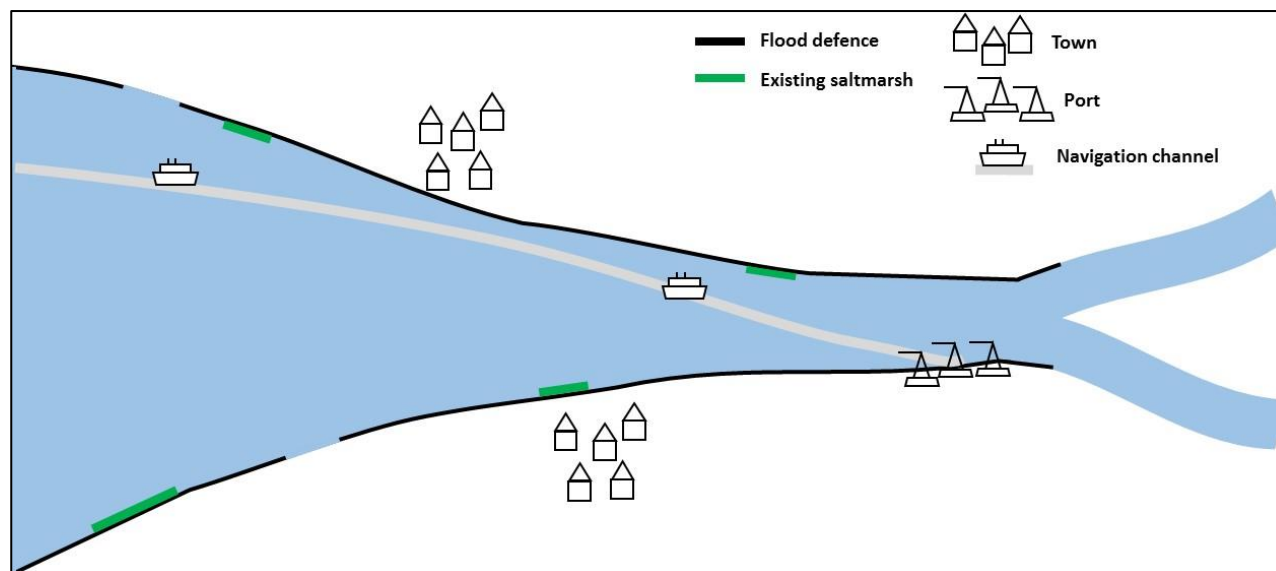 Flood defence
Existing saltmarsh
Town
Port
Navigation channel